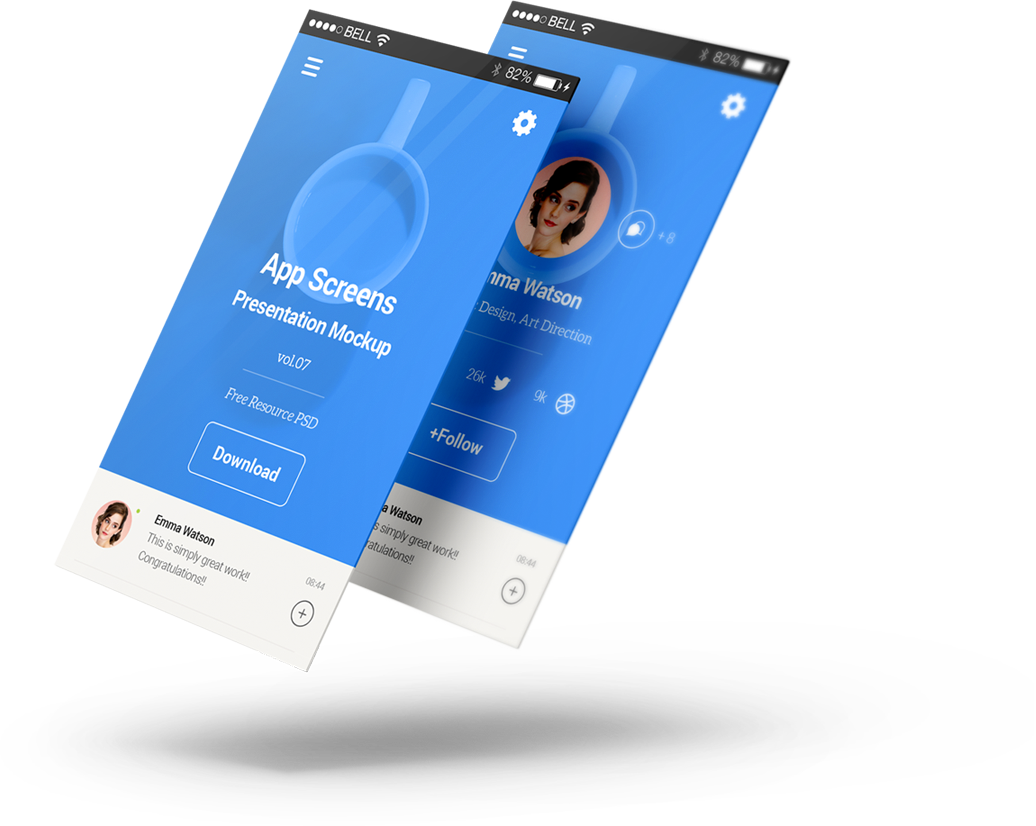 BELL
82%
App Screens
Presentation Mockup
vol.07
Free Resource PSD
Download
Emma Watson
This is simply great work!!
Congratulations!!
08:44
BELL
82%
+8
mma Watson
Design, Art Direction
26k
9k
+Follow
a Watson
s simply great work!!
ratulations!!
08:44